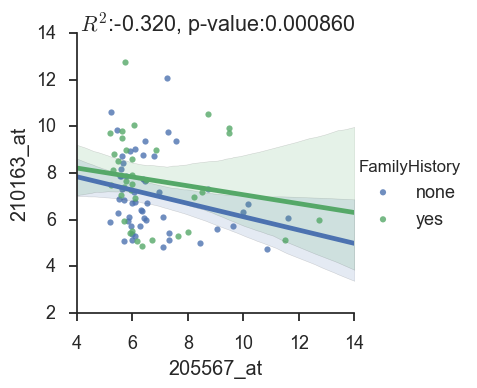 R²:-0.320, p-value:0.000860
14
12
10
8
6
4
2
210163_at
4 6 8 10 12 14
205567_at
FamilyHistory
none
yes